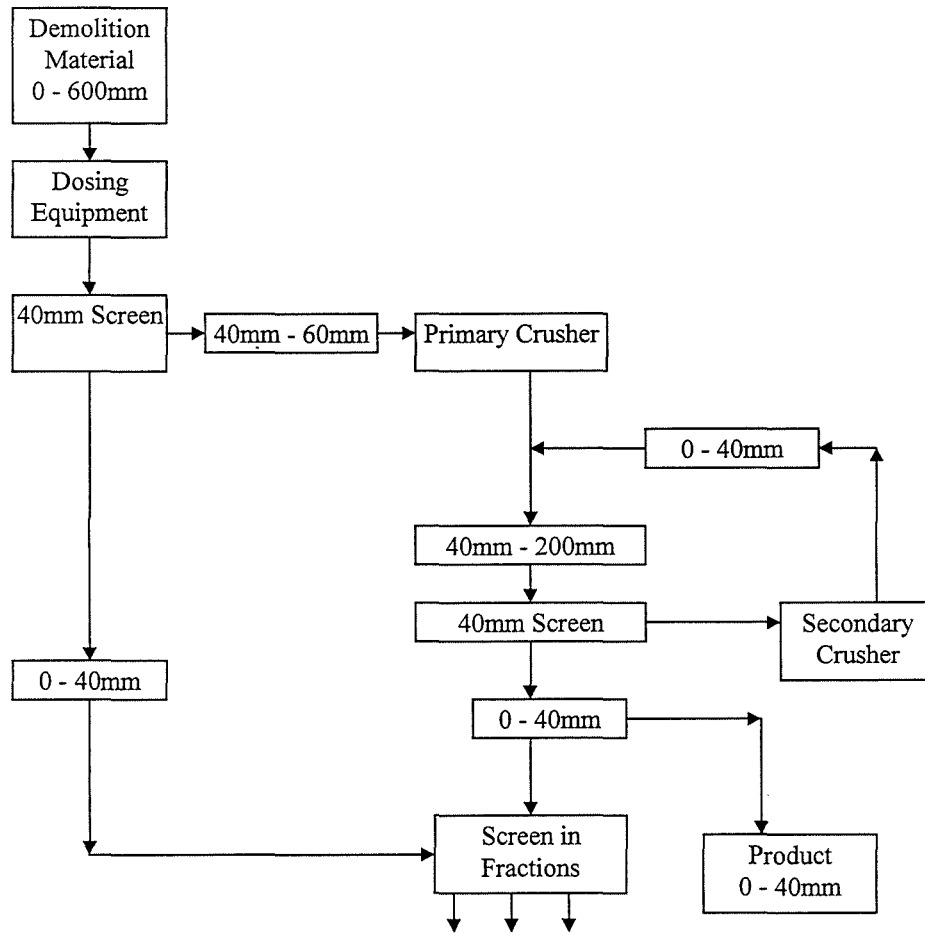 Demolition
Material
0 - 600mm
Dosing
Equipment
40mm Screen
40mm - 60mm
Primary Crusher
0 - 40mm
40mm - 200mm
40mm Screen
Secondary
Crusher
0 - 40mm
0 - 40mm
Screen in
Fractions
Product
0 - 40mm